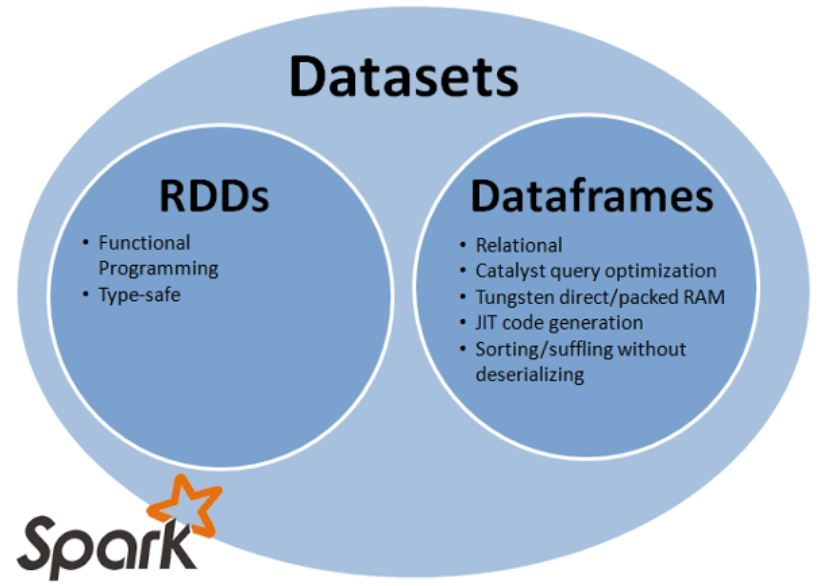 Datasets
RDDs
• Functional
Programming
• Type-safe
Dataframes
• Relational
• Catalyst query optimization
• Tungsten direct/packed RAM
• JIT code generation
• Sorting/suffling without
deserializing
Spark